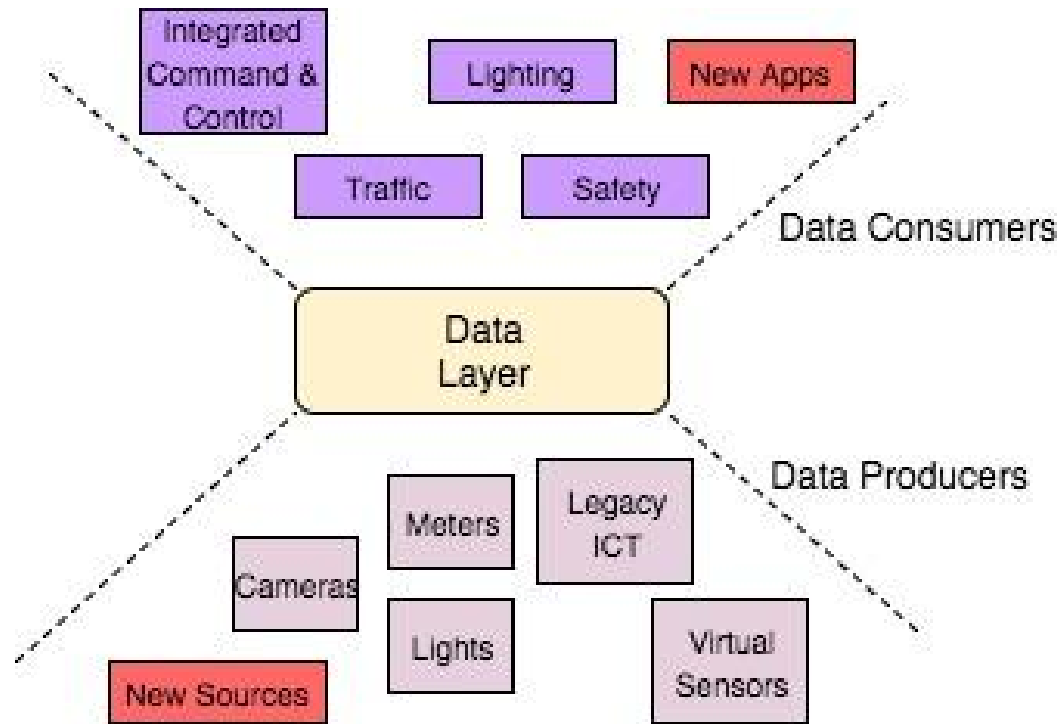 Integrated
Command &
Control
Lighting
New Apps
Traffic
Safety
Data Consumers
Data
Layer
Data Producers
Meters
Legacy
ICT
Cameras
Lights
Virtual
Sensors
New Sources